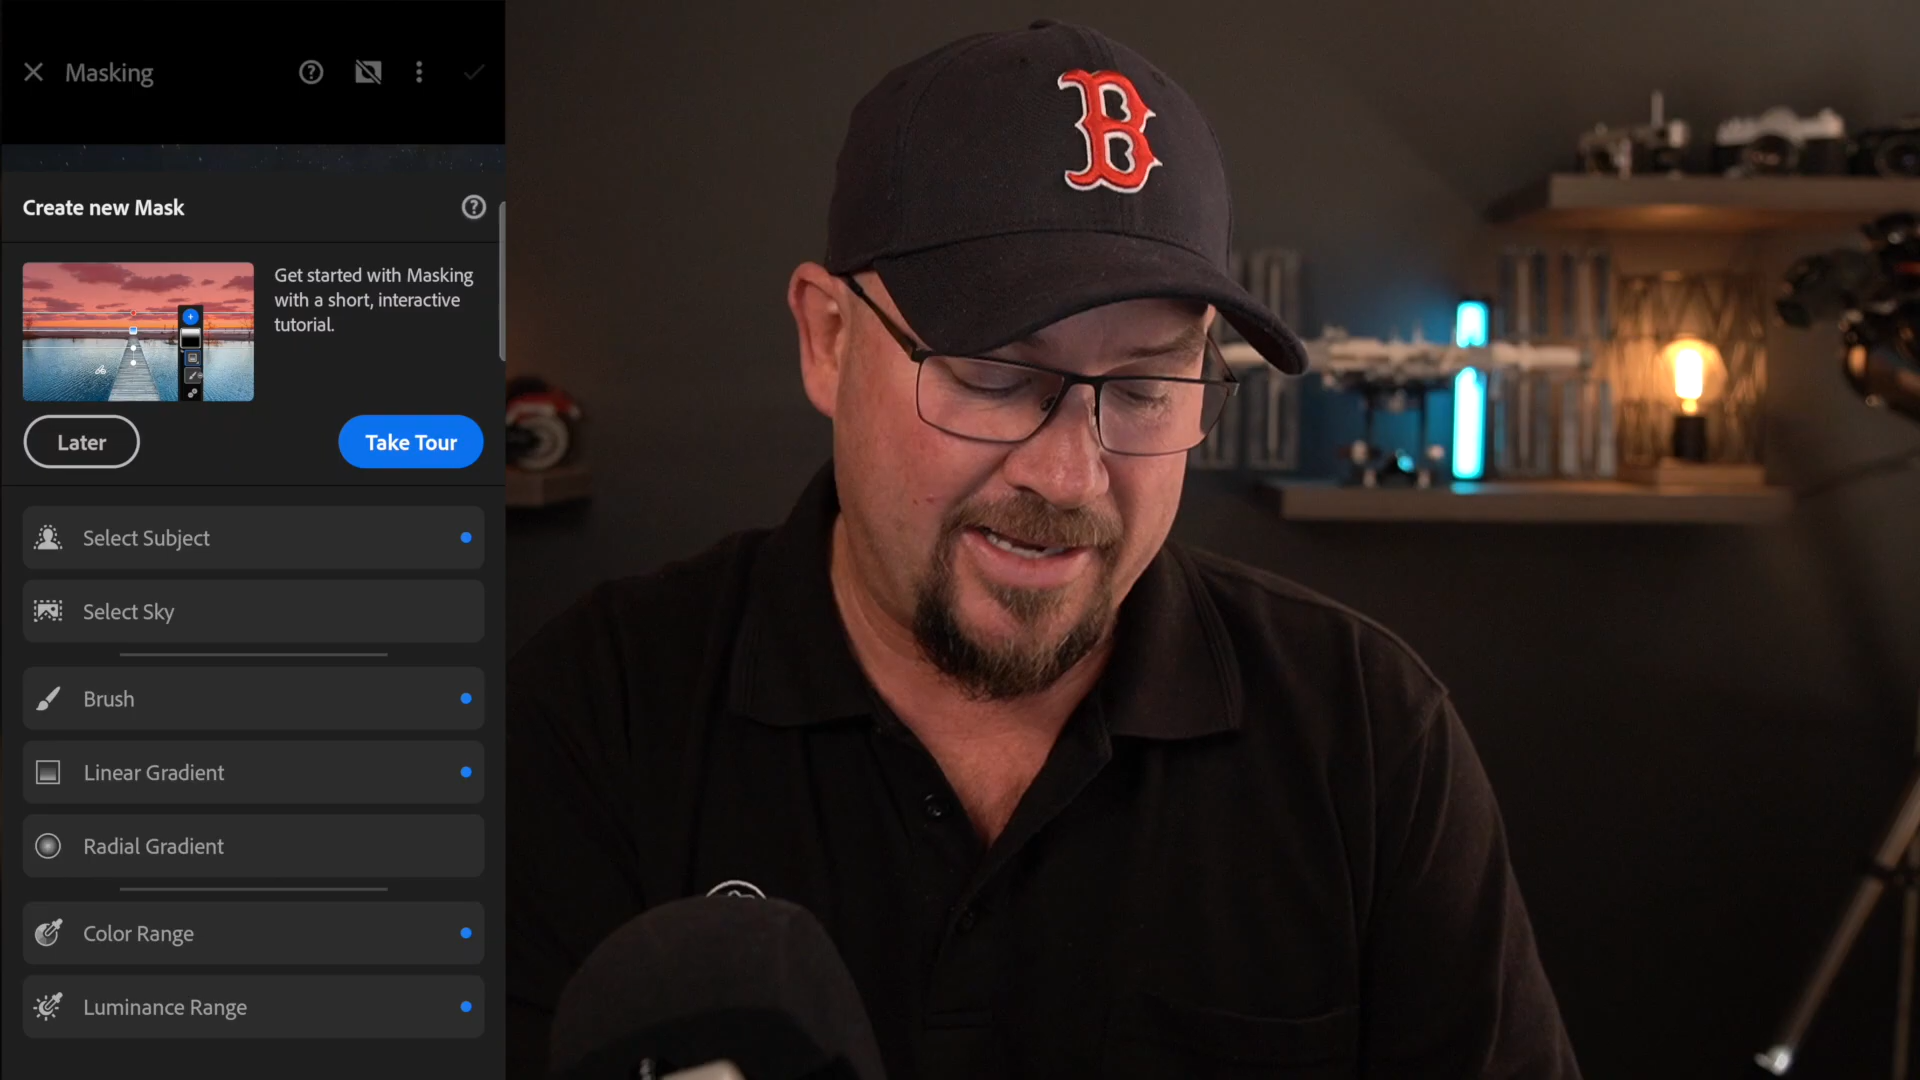 Masking
Create new Mask
Get started with Masking
with a short, interactive
tutorial.
Later
Take Tour
Select Subject
Select Sky
Brush
Linear Gradient
Radial Gradient
Color Range
Luminance Range
B